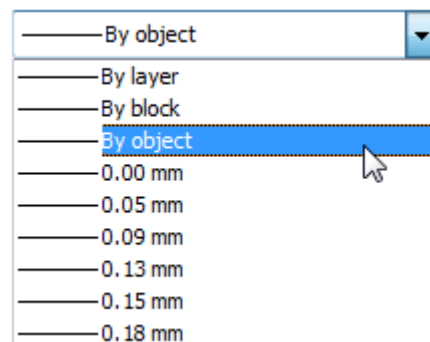 By object
By layer
By block
By object
0.00 mm
0.05 mm
0.09 mm
0.13 mm
0.15 mm
0.18 mm